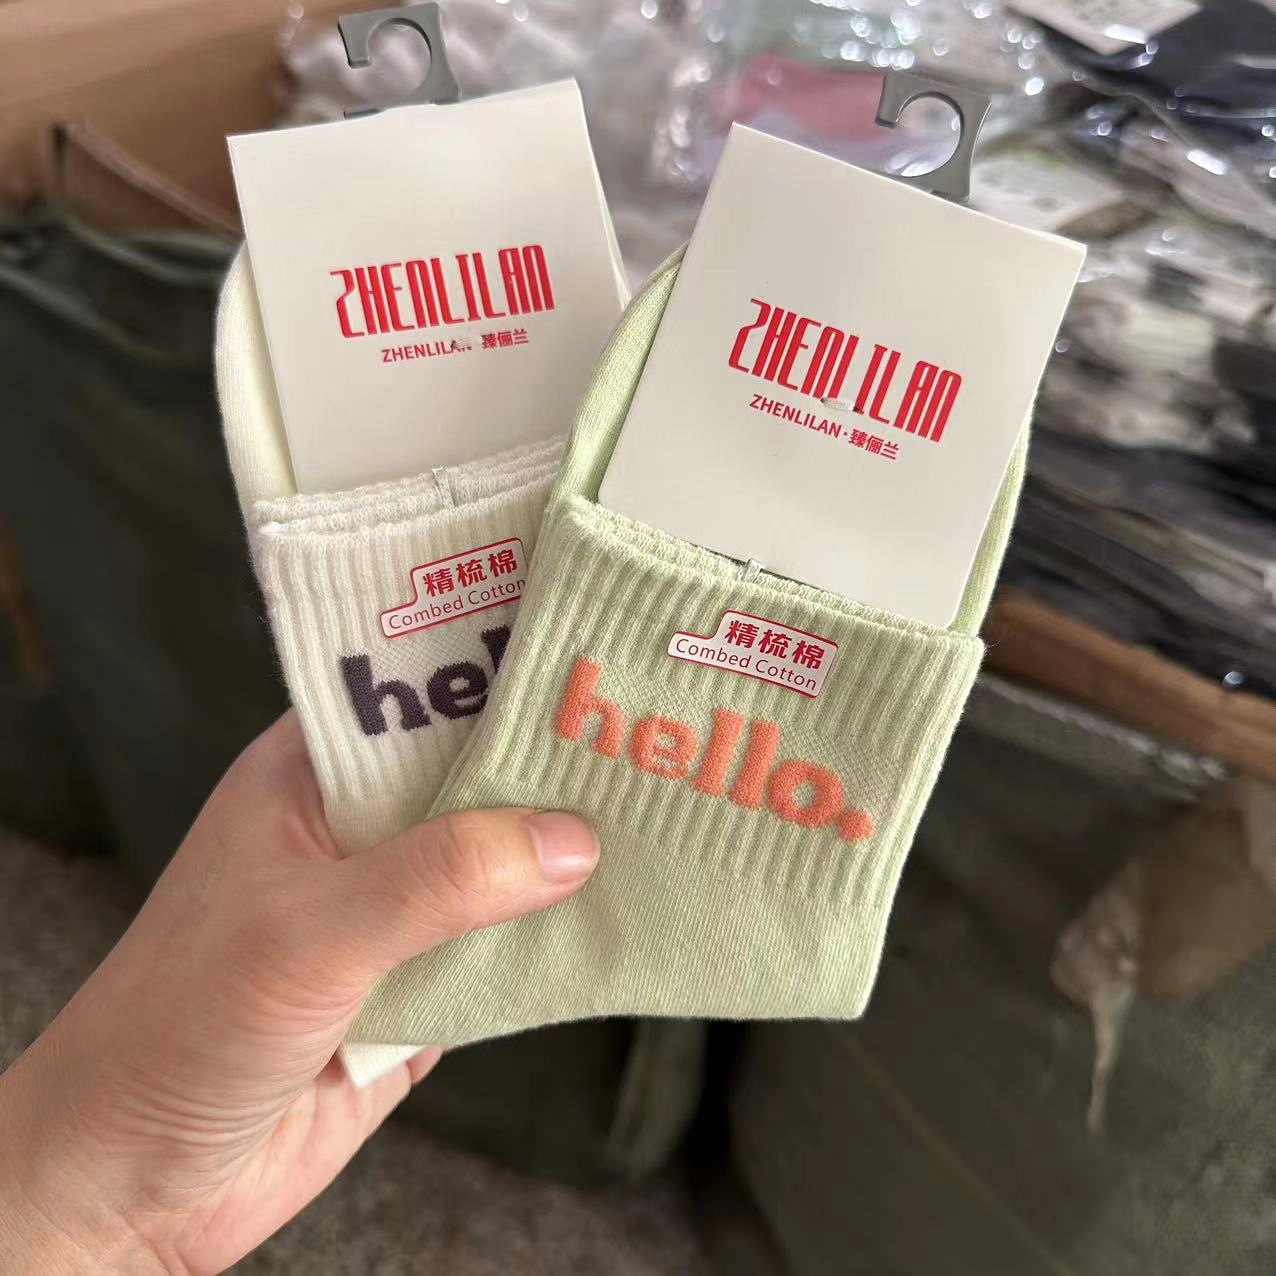 ZHENLILAN
ZHENLILAN 臻俪兰
精梳棉
Combed Cotton
hel
ZHENLILAN
ZHENLILAN·臻俪兰
精梳棉
Combed Cotton
hello.